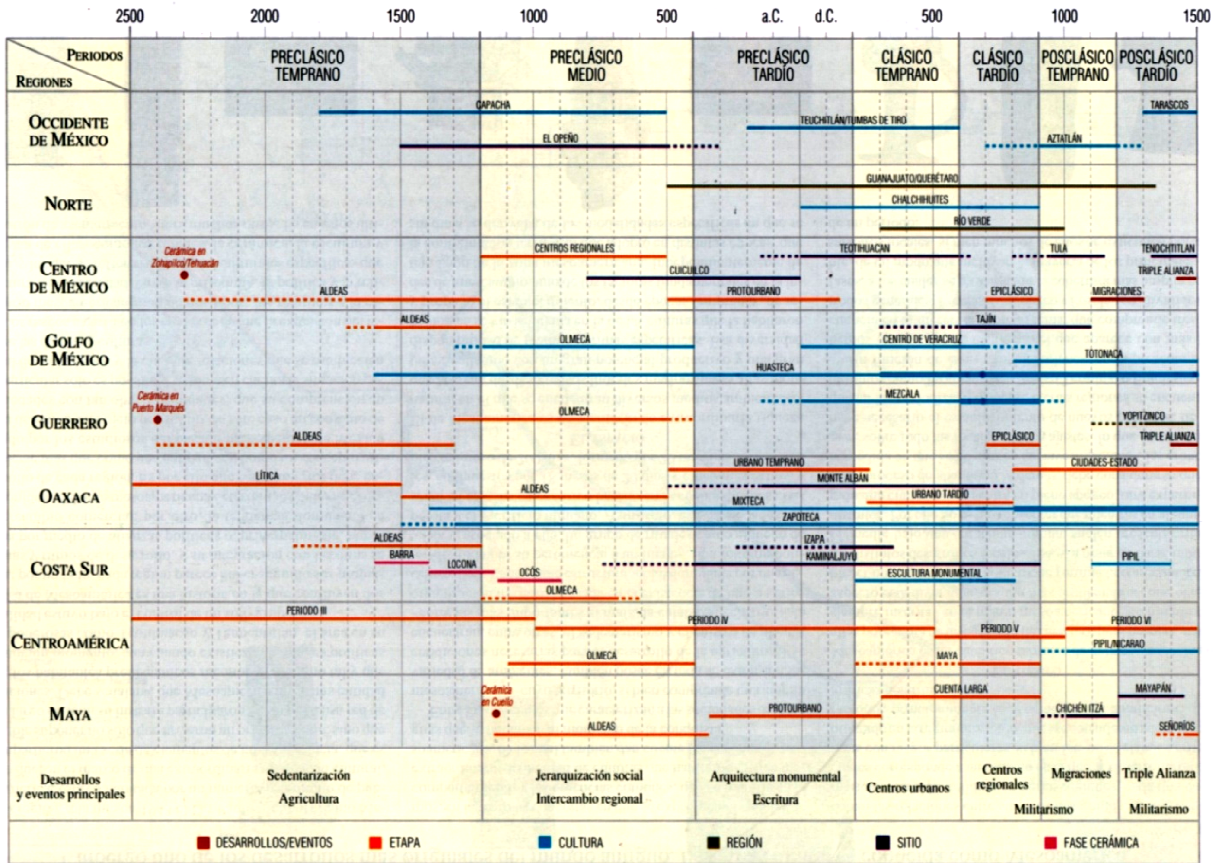 2500 2000 1500 1000 500 a.C. d.C. 500 1000 1500
PERIODOS
REGIONES
PRECLÁSICO
TEMPRANO
PRECLÁSICO
MEDIO
PRECLÁSICO
TARDÍO
CLÁSICO
TEMPRANO
CLÁSICO
TARDÍO
POSCLÁSICO
TEMPRANO
POSCLÁSICO
TARDÍO
OCCIDENTE
DE MÉXICO
CAPACHA
TARASCOS
TEUCHITLÁN/TUMBAS DE TIRO
EL OPEÑO
AZTATLÁN
NORTE
GUANAJUATO/QUERÉTARO
CHALCHIHUITES
RÍO VERDE
CENTRO
DE MÉXICO
Cerámica en
Zohapilco/Tehuacán
CENTROS REGIONALES
TEOTIHUACAN
TULA
TENOCHTITLAN
CUICUILCO
TRIPLE ALIANZA
ALDEAS
PROTOURBANO
EPICLÁSICO
MIGRACIONES
GOLFO
DE MÉXICO
ALDEAS
TAJÍN
OLMECA
CENTRO DE VERACRUZ
TOTONACA
HUASTECA
GUERRERO
Cerámica en
Puerto Marqués
MEZCALA
OLMECA
YOPITZINCO
ALDEAS
EPICLÁSICO
TRIPLE ALIANZA
OAXACA
URBANO TEMPRANO
CIUDADES-ESTADO
LÍTICA
MONTE ALBÁN
ALDEAS
URBANO TARDÍO
MIXTECA
ZAPOTECA
COSTA SUR
ALDEAS
IZAPA
BARRA
KAMINALJUYÚ
PIPIL
LOCONA
OCÓS
ESCULTURA MONUMENTAL
OLMECA
CENTROAMÉRICA
PERIODO III
PERIODO IV
PERIODO V
PERIODO VI
PIPIL/NICARAO
OLMECA
MAYA
MAYA
Cerámica
en Cuello
CUENTA LARGA
MAYAPÁN
PROTOURBANO
CHICHÉN ITZÁ
ALDEAS
SEÑORÍOS
Desarrollos
y eventos principales
Sedentarización
Agricultura
Jerarquización social
Intercambio regional
Arquitectura monumental
Escritura
Centros urbanos
Centros
regionales
Migraciones
Militarismo
Triple Alianza
Militarismo
DESARROLLOS/EVENTOS ETAPA CULTURA REGIÓN SITIO FASE CERÁMICA